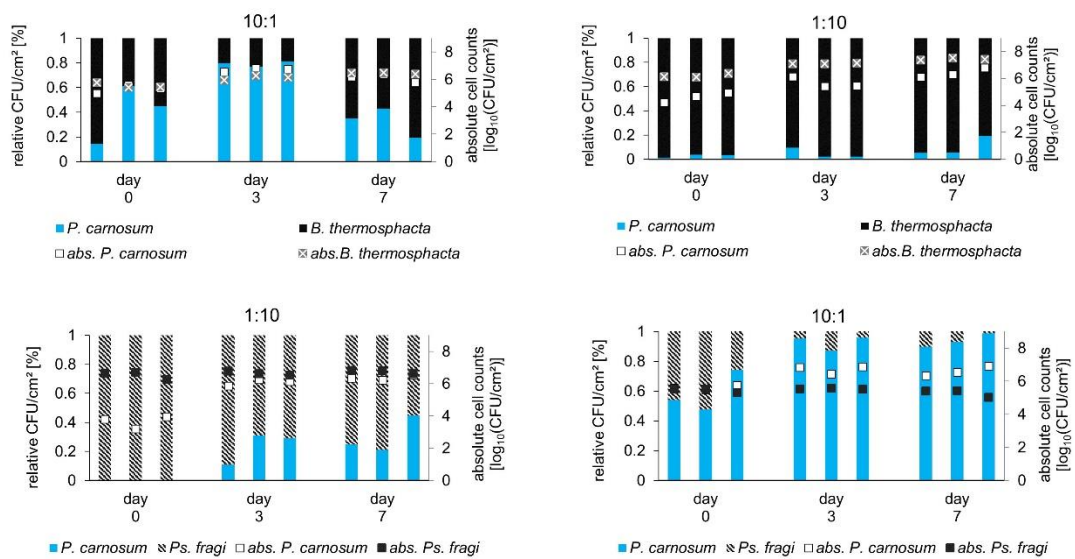 10:1
relative CFU/cm² [%]
1
0.8
0.6
0.4
0.2
0
8
6
4
2
0
absolute cell counts
[log₁₀(CFU/cm²)]
day
0
day
3
day
7
P. carnosum
B. thermosphacta
abs. P. carnosum
abs.B. thermosphacta
1:10
relative CFU/cm² [%]
1
0.8
0.6
0.4
0.2
0
8
6
4
2
0
absolute cell counts
[log₁₀(CFU/cm²)]
day
0
day
3
day
7
P. carnosum
B. thermosphacta
abs. P. carnosum
abs.B. thermosphacta
1:10
relative CFU/cm² [%]
1
0.8
0.6
0.4
0.2
0
8
6
4
2
0
absolute cell counts
[log₁₀(CFU/cm²)]
day
0
day
3
day
7
P. carnosum Ps. fragi abs. P. carnosum abs. Ps. fragi
10:1
relative CFU/cm² [%]
1
0.8
0.6
0.4
0.2
0
8
6
4
2
0
absolute cell counts
[log₁₀(CFU/cm²)]
day
0
day
3
day
7
P. carnosum Ps. fragi abs. P. carnosum abs. Ps. fragi